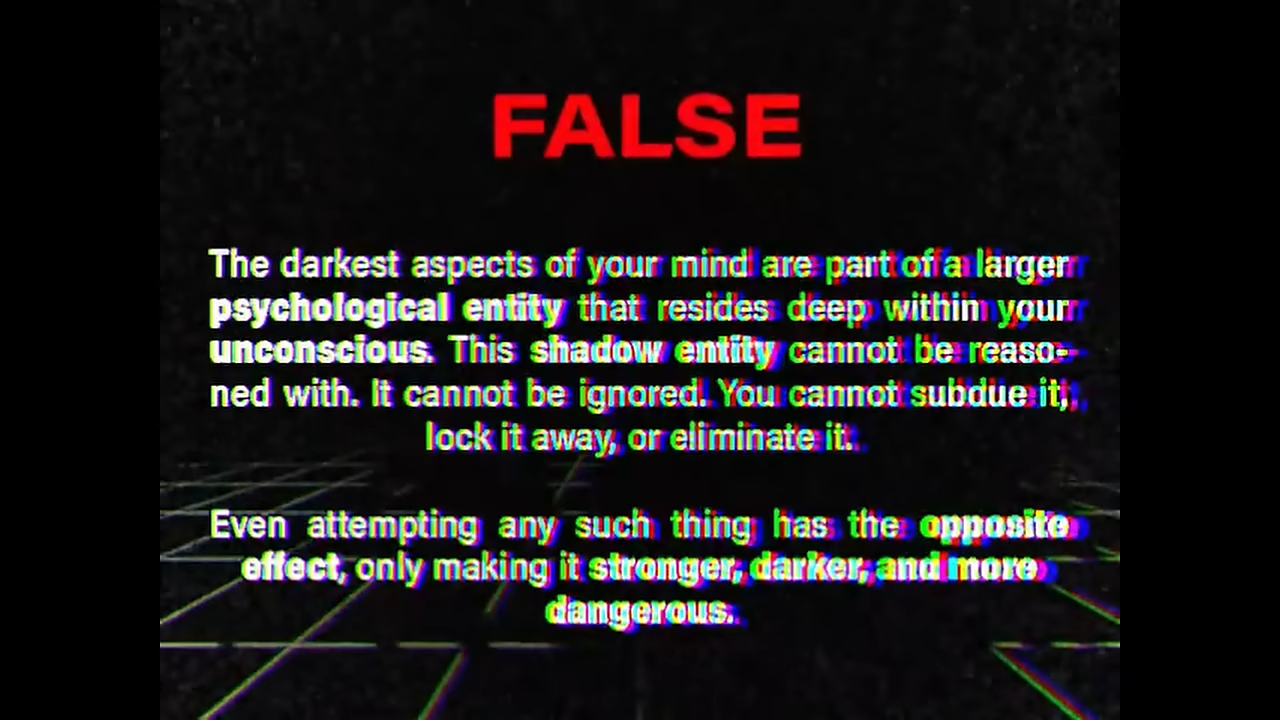 FALSE
The darkest aspects of your mind are part of a larger
psychological entity that resides deep within your
unconscious. This shadow entity cannot be reaso-
ned with. It cannot be ignored. You cannot subdue it,
lock it away, or eliminate it.
Even attempting any such thing has the opposite
effect, only making it stronger, darker, and more
dangerous.